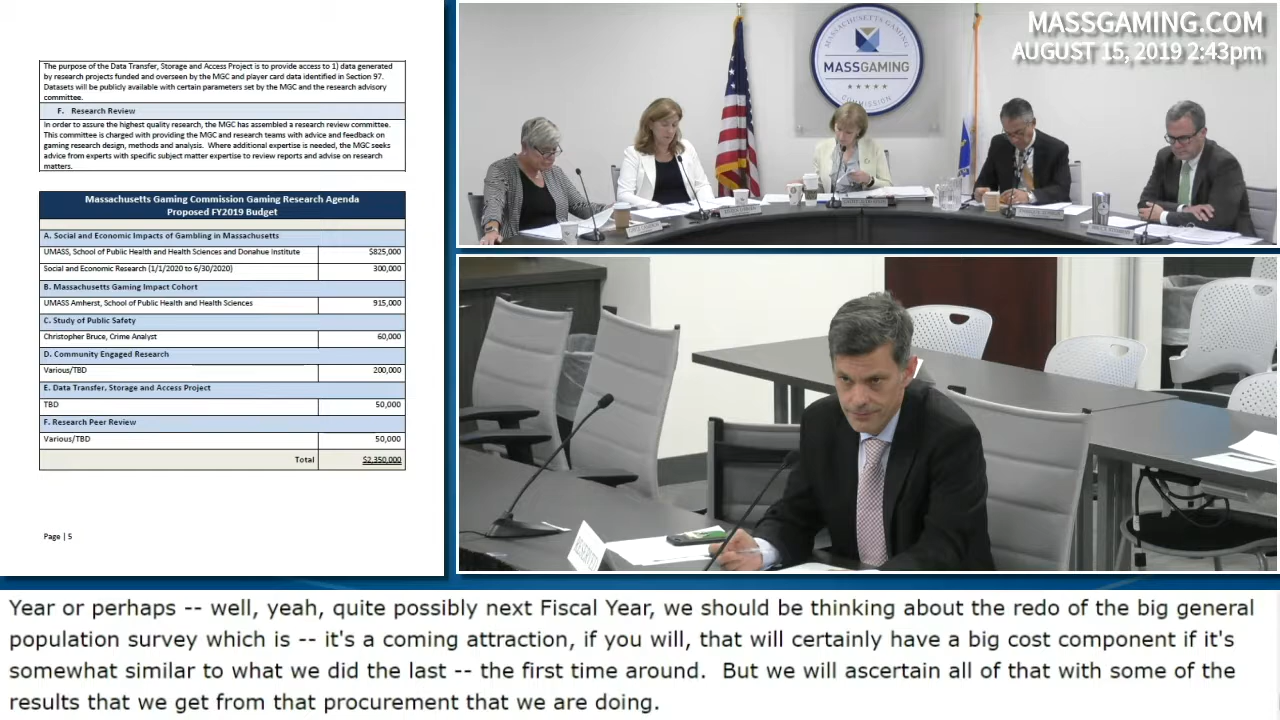 The purpose of the Data Transfer, Storage and Access Project is to provide access to 1) data generated
by research projects funded and overseen by the MGC and player card data identified in Section 97.
Datasets will be publicly available with certain parameters set by the MGC and the research advisory
committee.
F. Research Review
In order to assure the highest quality research, the MGC has assembled a research review committee.
This committee is charged with providing the MGC and research teams with advice and feedback on
gaming research design, methods and analysis. Where additional expertise is needed, the MGC seeks
advice from experts with specific subject matter expertise to review reports and advise on research
matters.
Massachusetts Gaming Commission Gaming Research Agenda
Proposed FY2019 Budget
A. Social and Economic Impacts of Gambling in Massachusetts
UMASS, School of Public Health and Health Sciences and Donahue Institute $825,000
Social and Economic Research (1/1/2020 to 6/30/2020) 300,000
B. Massachusetts Gaming Impact Cohort
UMASS Amherst, School of Public Health and Health Sciences 915,000
C. Study of Public Safety
Christopher Bruce, Crime Analyst 60,000
D. Community Engaged Research
Various/TBD 200,000
E. Data Transfer, Storage and Access Project
TBD 50,000
F. Research Peer Review
Various/TBD 50,000
Total $2,350,000
Page | 5
MASSACHUSETTS GAMING
MASSGAMING
COMMISSION
MASSGAMING.COM
AUGUST 15, 2019 2:43pm
Year or perhaps -- well, yeah, quite possibly next Fiscal Year, we should be thinking about the redo of the big general
population survey which is -- it's a coming attraction, if you will, that will certainly have a big cost component if it's
somewhat similar to what we did the last -- the first time around. But we will ascertain all of that with some of the
results that we get from that procurement that we are doing.